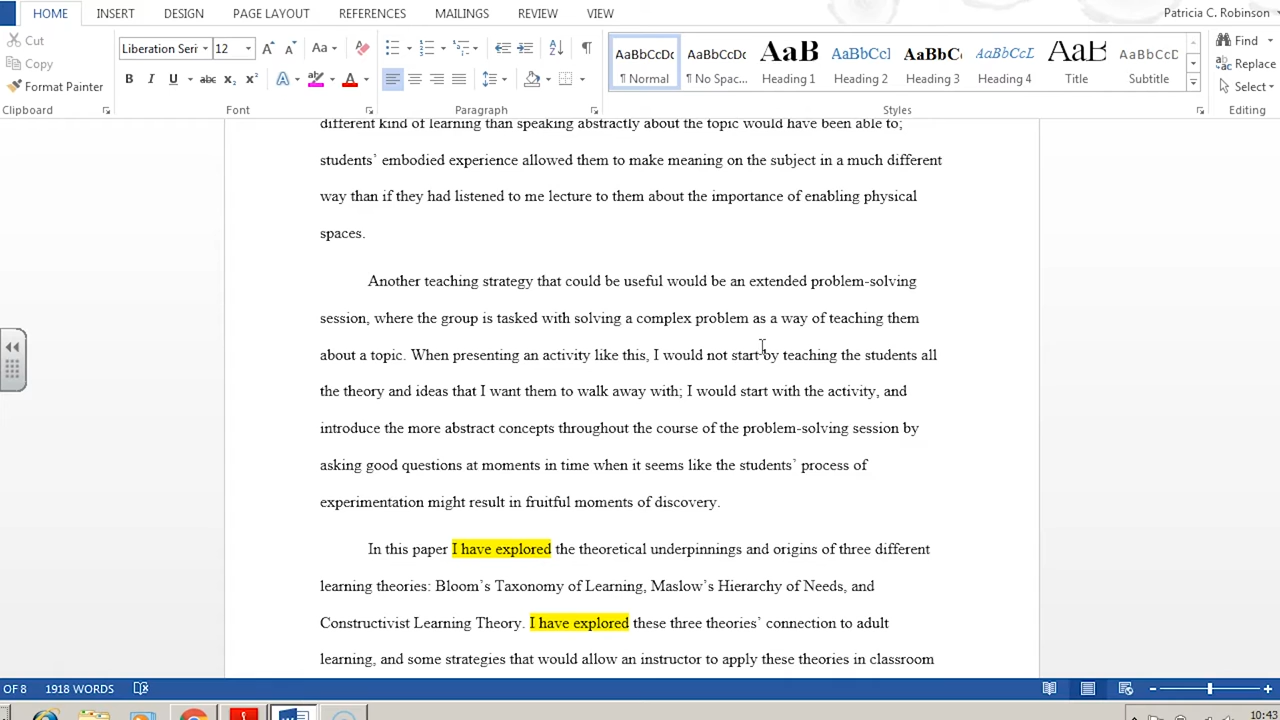 HOME INSERT DESIGN PAGE LAYOUT REFERENCES MAILINGS REVIEW VIEW Patricia C. Robinson
Cut
Copy
Format Painter
Clipboard
Liberation Seri 12
Font
Paragraph
AaBbCcDc AaBbCcDc AaB AaBbCcl AaBbCc AaBbCcL AaB AaBbCcD
¶ Normal ¶ No Spac... Heading 1 Heading 2 Heading 3 Heading 4 Title Subtitle
Styles
Find
Replace
Select
Editing
different kind of learning than speaking abstractly about the topic would have been able to;
students’ embodied experience allowed them to make meaning on the subject in a much different
way than if they had listened to me lecture to them about the importance of enabling physical
spaces.
Another teaching strategy that could be useful would be an extended problem-solving
session, where the group is tasked with solving a complex problem as a way of teaching them
about a topic. When presenting an activity like this, I would not start by teaching the students all
the theory and ideas that I want them to walk away with; I would start with the activity, and
introduce the more abstract concepts throughout the course of the problem-solving session by
asking good questions at moments in time when it seems like the students’ process of
experimentation might result in fruitful moments of discovery.
In this paper I have explored the theoretical underpinnings and origins of three different
learning theories: Bloom’s Taxonomy of Learning, Maslow’s Hierarchy of Needs, and
Constructivist Learning Theory. I have explored these three theories’ connection to adult
learning, and some strategies that would allow an instructor to apply these theories in classroom
OF 8 1918 WORDS
10:43